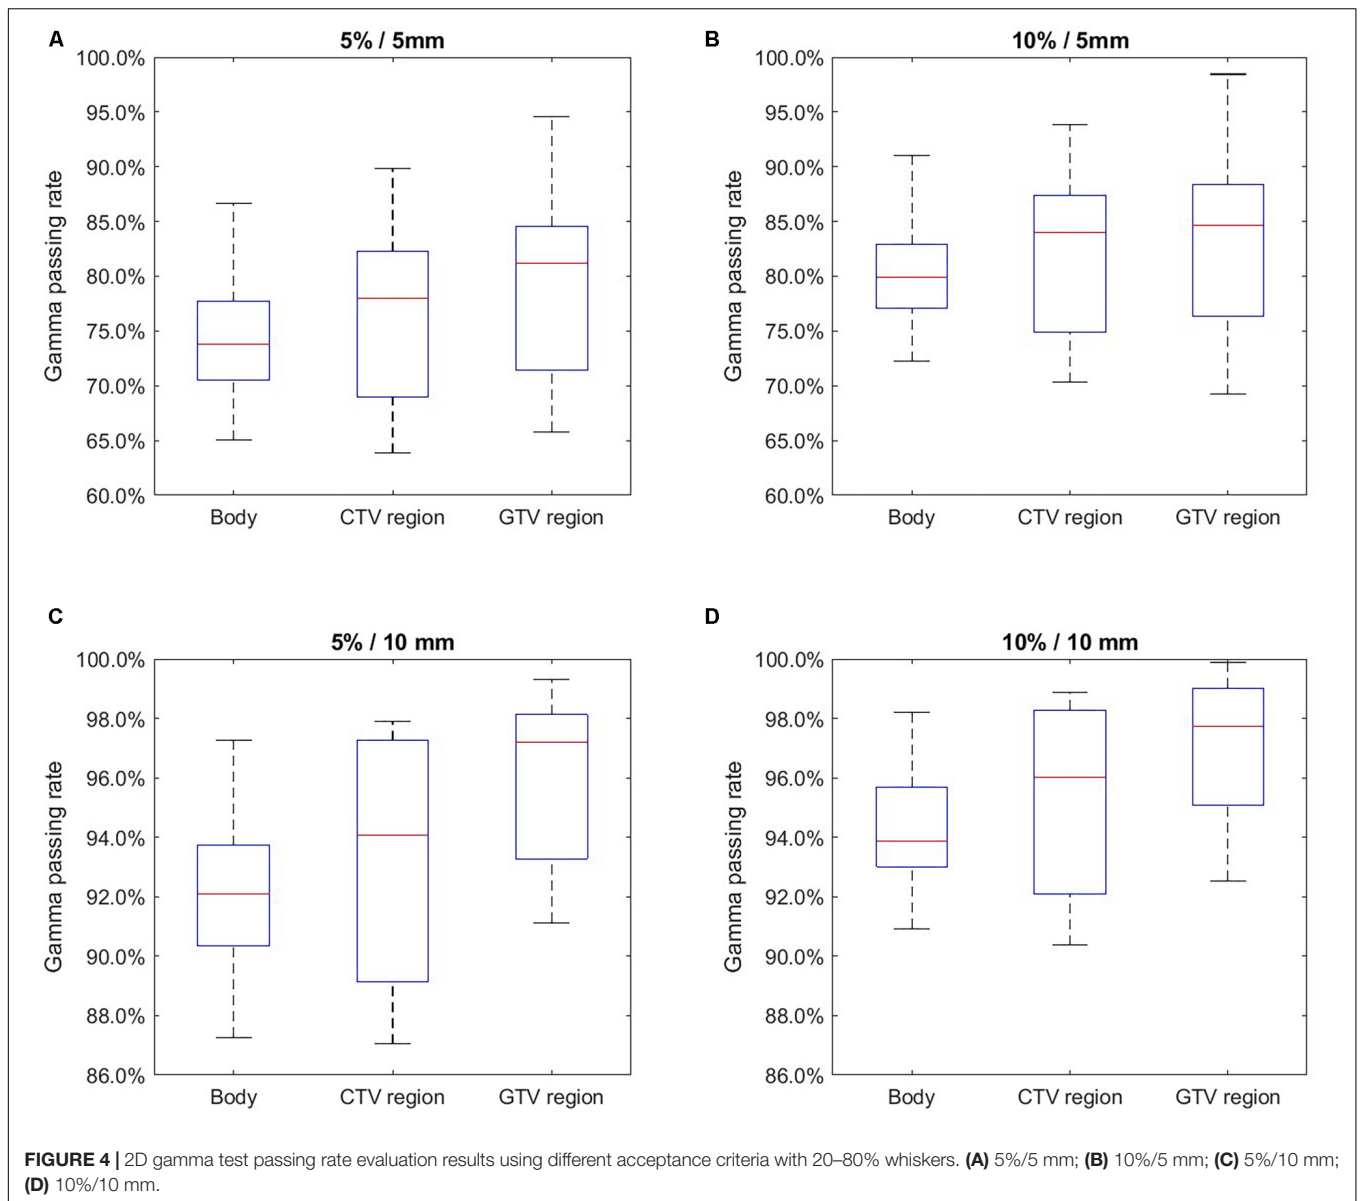 A
5% / 5mm
100.0%
95.0%
90.0%
85.0%
80.0%
75.0%
70.0%
65.0%
60.0%
Gamma passing rate
Body CTV region GTV region
B
10% / 5mm
100.0%
95.0%
90.0%
85.0%
80.0%
75.0%
70.0%
65.0%
60.0%
Gamma passing rate
Body CTV region GTV region
C
5% / 10 mm
100.0%
98.0%
96.0%
94.0%
92.0%
90.0%
88.0%
86.0%
Gamma passing rate
Body CTV region GTV region
D
10% / 10 mm
100.0%
98.0%
96.0%
94.0%
92.0%
90.0%
88.0%
86.0%
Gamma passing rate
Body CTV region GTV region
FIGURE 4 | 2D gamma test passing rate evaluation results using different acceptance criteria with 20–80% whiskers. (A) 5%/5 mm; (B) 10%/5 mm; (C) 5%/10 mm;
(D) 10%/10 mm.